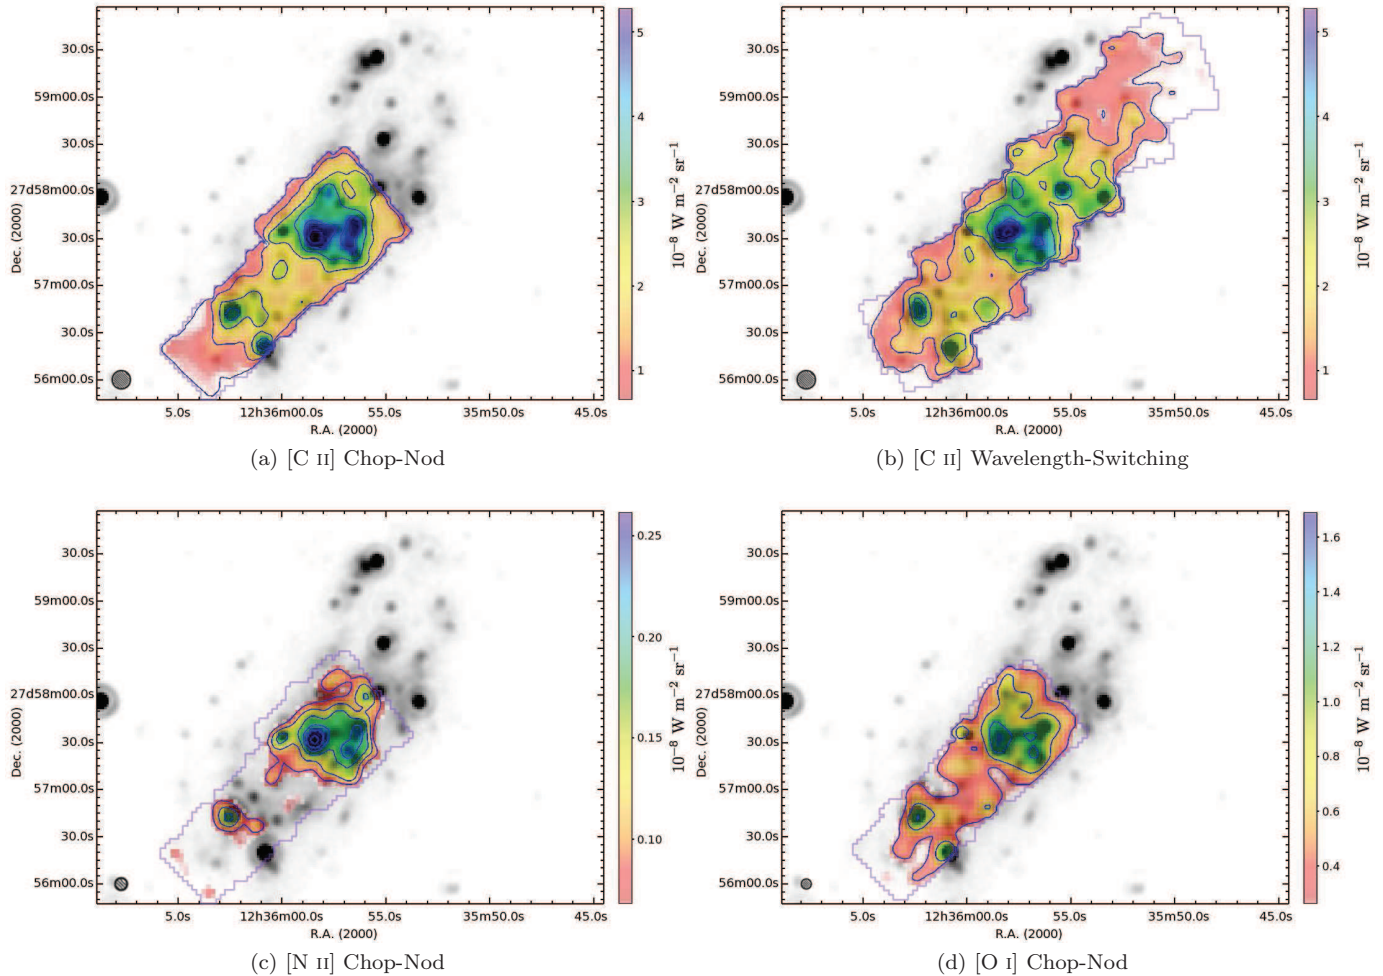 30.0s
59m00.0s
30.0s
27d58m00.0s
30.0s
57m00.0s
30.0s
56m00.0s
Dec. (2000)
5.0s 12h36m00.0s 55.0s 35m50.0s 45.0s
R.A. (2000)
5
4
3
2
1
10⁻⁸ W m⁻² sr⁻¹
(a) [C II] Chop-Nod
30.0s
59m00.0s
30.0s
27d58m00.0s
30.0s
57m00.0s
30.0s
56m00.0s
Dec. (2000)
5.0s 12h36m00.0s 55.0s 35m50.0s 45.0s
R.A. (2000)
5
4
3
2
1
10⁻⁸ W m⁻² sr⁻¹
(b) [C II] Wavelength-Switching
30.0s
59m00.0s
30.0s
27d58m00.0s
30.0s
57m00.0s
30.0s
56m00.0s
Dec. (2000)
5.0s 12h36m00.0s 55.0s 35m50.0s 45.0s
R.A. (2000)
0.25
0.20
0.15
0.10
10⁻⁸ W m⁻² sr⁻¹
(c) [N II] Chop-Nod
30.0s
59m00.0s
30.0s
27d58m00.0s
30.0s
57m00.0s
30.0s
56m00.0s
Dec. (2000)
5.0s 12h36m00.0s 55.0s 35m50.0s 45.0s
R.A. (2000)
1.6
1.4
1.2
1.0
0.8
0.6
0.4
10⁻⁸ W m⁻² sr⁻¹
(d) [O I] Chop-Nod